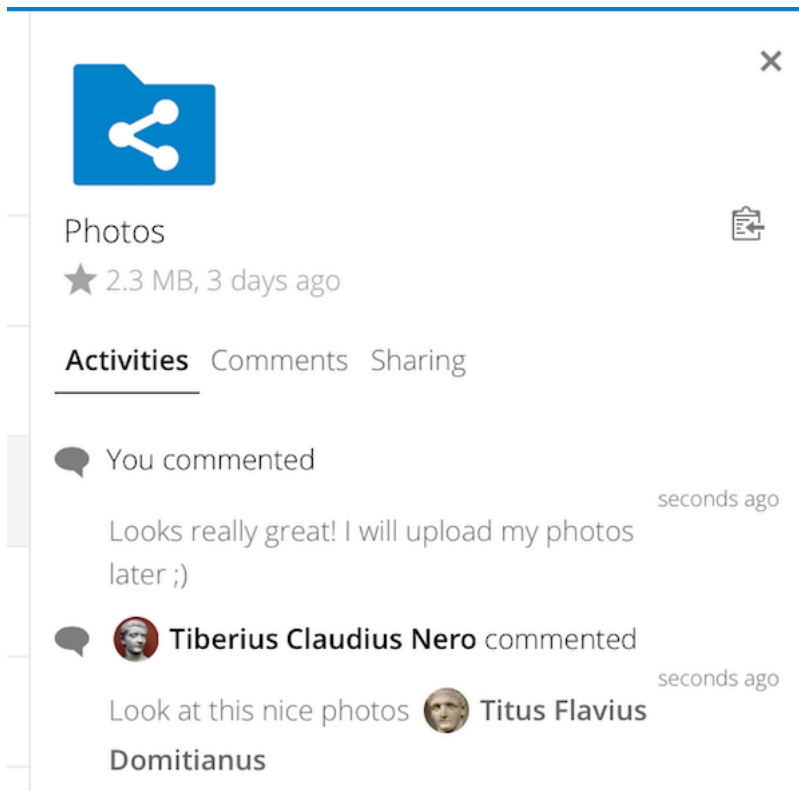 Photos
2.3 MB, 3 days ago
Activities Comments Sharing
You commented
seconds ago
Looks really great! I will upload my photos
later ;)
Tiberius Claudius Nero commented
seconds ago
Look at this nice photos Titus Flavius
Domitianus